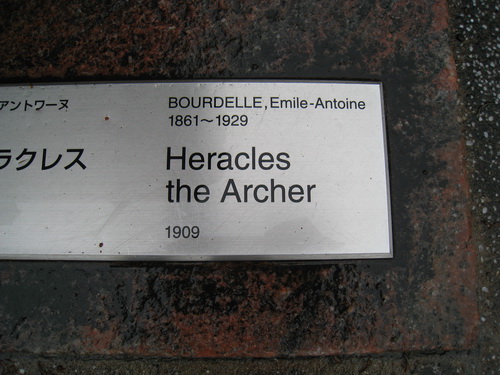 アントワーヌ
ラクレス
BOURDELLE, Emile-Antoine
1861〜1929
Heracles
the Archer
1909